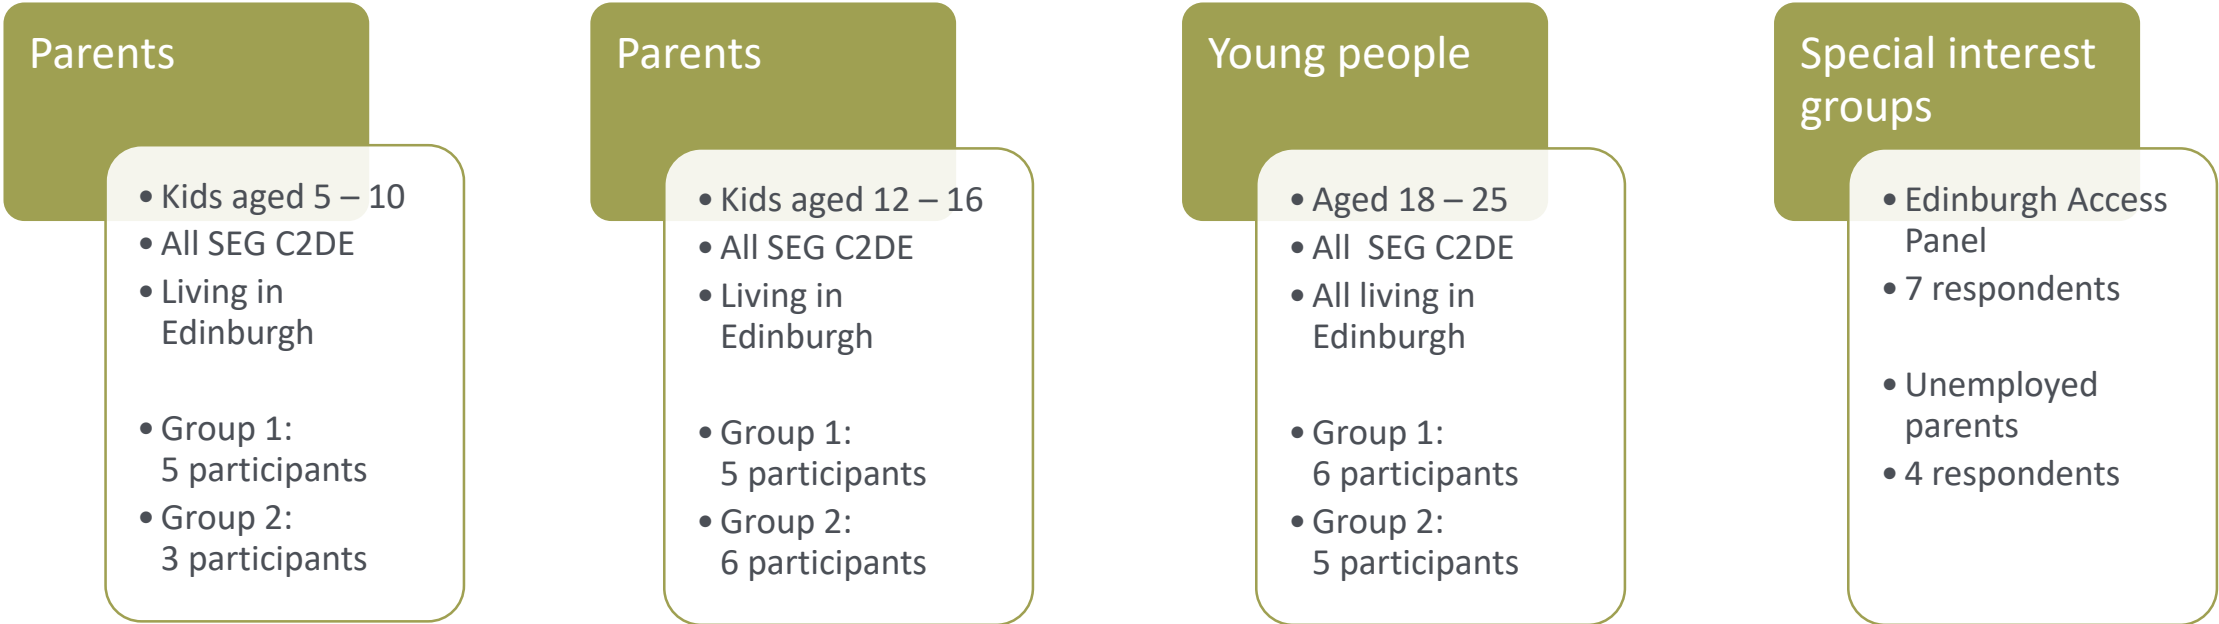 Parents
• Kids aged 5 – 10
• All SEG C2DE
• Living in
Edinburgh
• Group 1:
5 participants
• Group 2:
3 participants
Parents
• Kids aged 12 – 16
• All SEG C2DE
• Living in
Edinburgh
• Group 1:
5 participants
• Group 2:
6 participants
Young people
• Aged 18 – 25
• All  SEG C2DE
• All living in
Edinburgh
• Group 1:
6 participants
• Group 2:
5 participants
Special interest
groups
• Edinburgh Access
Panel
• 7 respondents
• Unemployed
parents
• 4 respondents